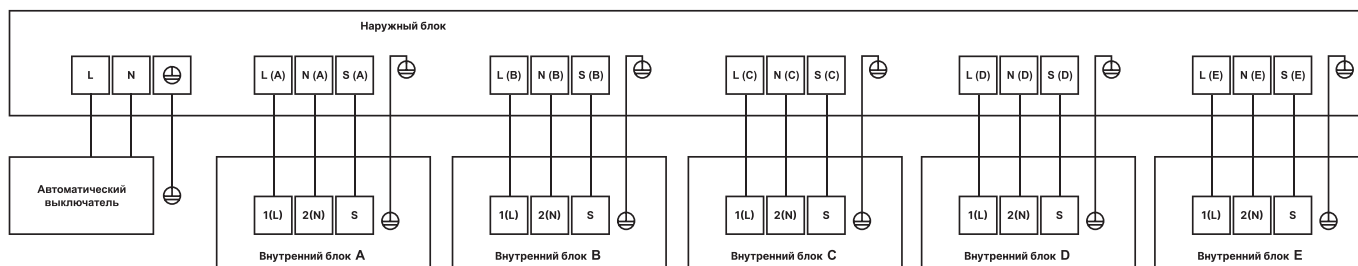 Наружный блок
L N L (A) N (A) S (A) L (B) N (B) S (B) L (C) N (C) S (C) L (D) N (D) S (D) L (E) N (E) S (E)
Автоматический
выключатель
1(L) 2(N) S 1(L) 2(N) S 1(L) 2(N) S 1(L) 2(N) S 1(L) 2(N) S
Внутренний блок A Внутренний блок B Внутренний блок C Внутренний блок D Внутренний блок E